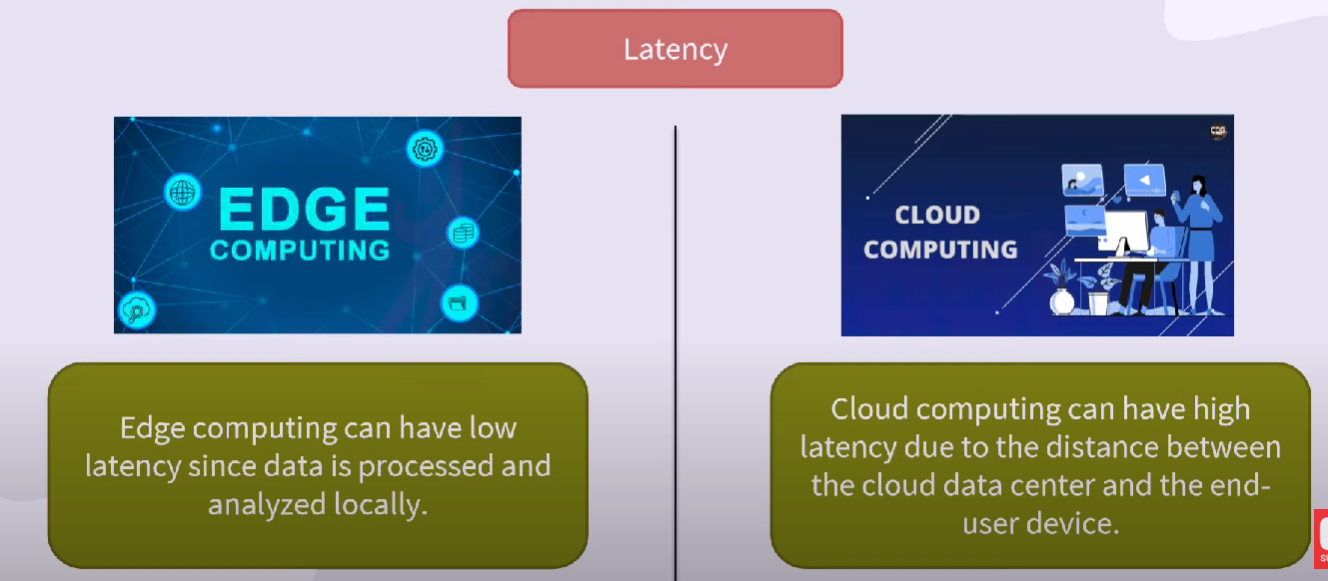 Latency
EDGE
COMPUTING
CLOUD
COMPUTING
Edge computing can have low
latency since data is processed and
analyzed locally.
Cloud computing can have high
latency due to the distance between
the cloud data center and the end-
user device.